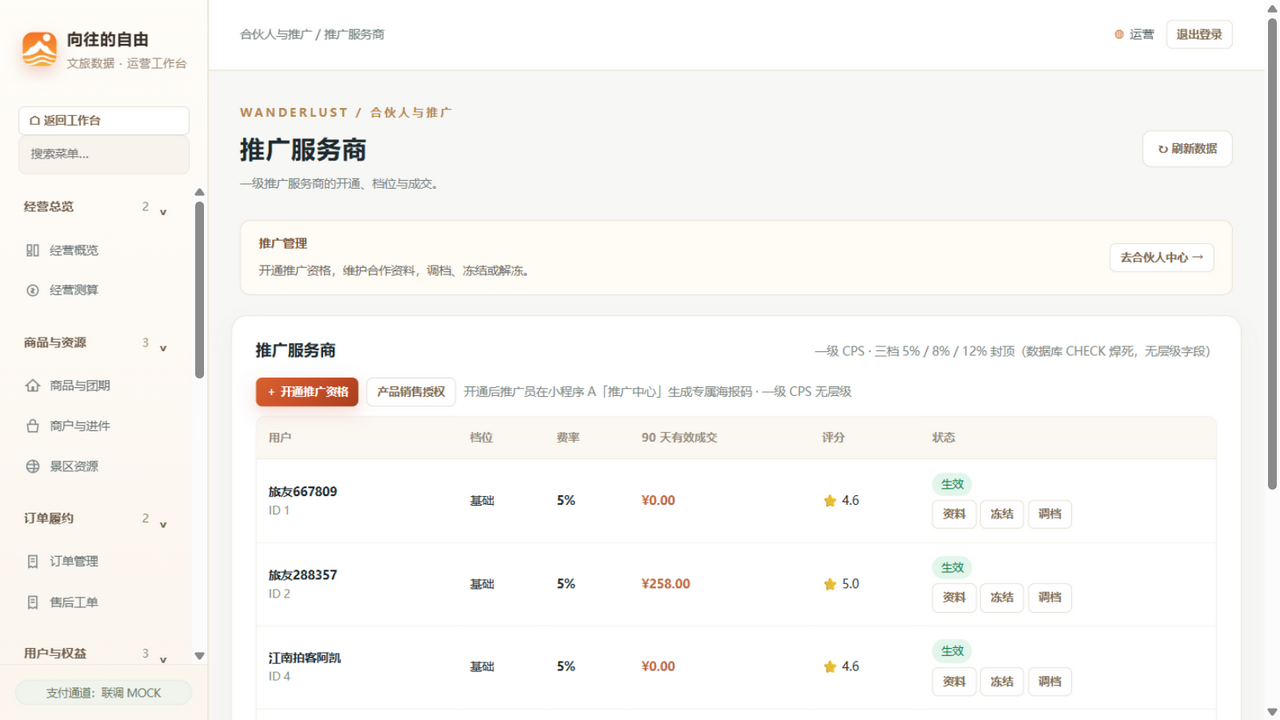 向往的自由
文旅数据 · 运营工作台
返回工作台
搜索菜单...
经营总览 2
经营概览
经营测算
商品与资源 3
商品与团期
商户与进件
景区资源
订单履约 2
订单管理
售后工单
用户与权益 3
支付通道：联调 MOCK
合伙人与推广 / 推广服务商
运营 退出登录
WANDERLUST / 合伙人与推广
推广服务商
↻ 刷新数据
一级推广服务商的开通、档位与成交。
推广管理
开通推广资格，维护合作资料，调档、冻结或解冻。
去合伙人中心 →
推广服务商
一级 CPS · 三档 5% / 8% / 12% 封顶（数据库 CHECK 焊死，无层级字段）
+ 开通推广资格 产品销售授权 开通后推广员在小程序 A「推广中心」生成专属海报码 · 一级 CPS 无层级
用户 档位 费率 90 天有效成交 评分 状态
旅友667809
ID 1
基础 5% ¥0.00 4.6
生效
资料 冻结 调档
旅友288357
ID 2
基础 5% ¥258.00 5.0
生效
资料 冻结 调档
江南拍客阿凯
ID 4
基础 5% ¥0.00 4.6
生效
资料 冻结 调档